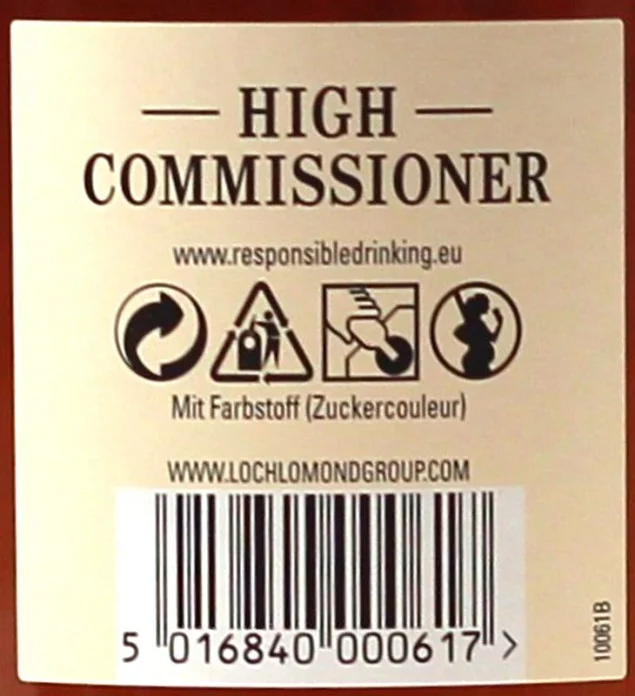 HIGH
COMMISSIONER
www.responsibledrinking.eu
Mit Farbstoff (Zuckercouleur)
WWW.LOCHLOMONDGROUP.COM
5 016840 000617 >
10061B